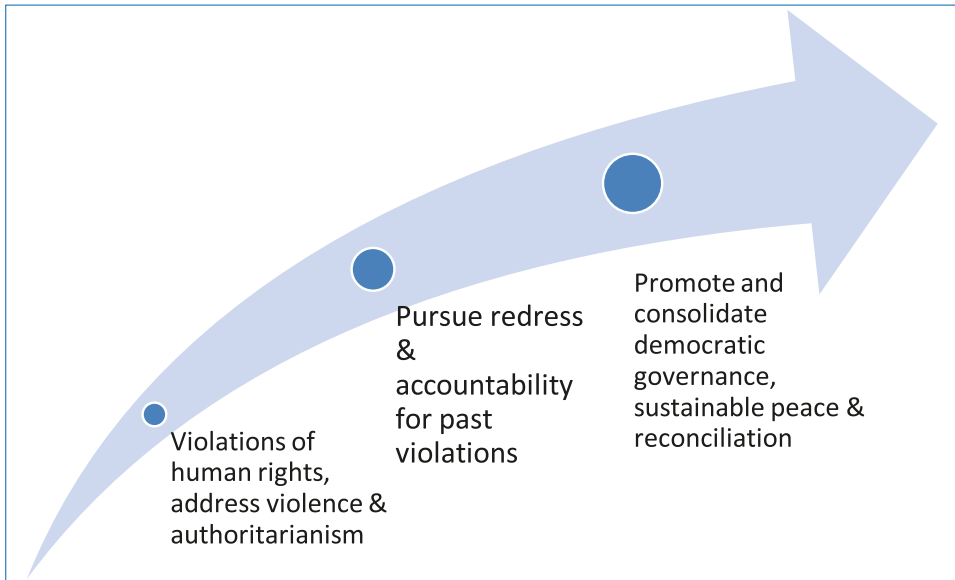 Violations of
human rights,
address violence &
authoritarianism
Pursue redress
&
accountability
for past
violations
Promote and
consolidate
democratic
governance,
sustainable peace &
reconciliation